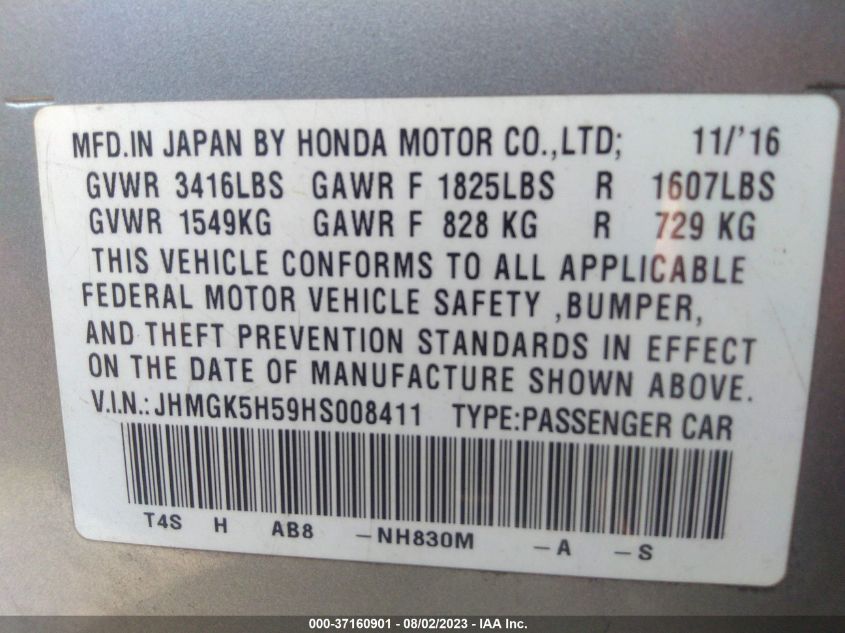 MFD.IN JAPAN BY HONDA MOTOR CO.,LTD; 11/'16
GVWR 3416LBS GAWR F 1825LBS R 1607LBS
GVWR 1549KG GAWR F 828 KG R 729 KG
THIS VEHICLE CONFORMS TO ALL APPLICABLE
FEDERAL MOTOR VEHICLE SAFETY ,BUMPER,
AND THEFT PREVENTION STANDARDS IN EFFECT
ON THE DATE OF MANUFACTURE SHOWN ABOVE.
V.I.N.: JHMGK5H59HS008411 TYPE:PASSENGER CAR
T4S H AB8 -NH830M -A -S
000-37160901 - 08/02/2023 - IAA Inc.